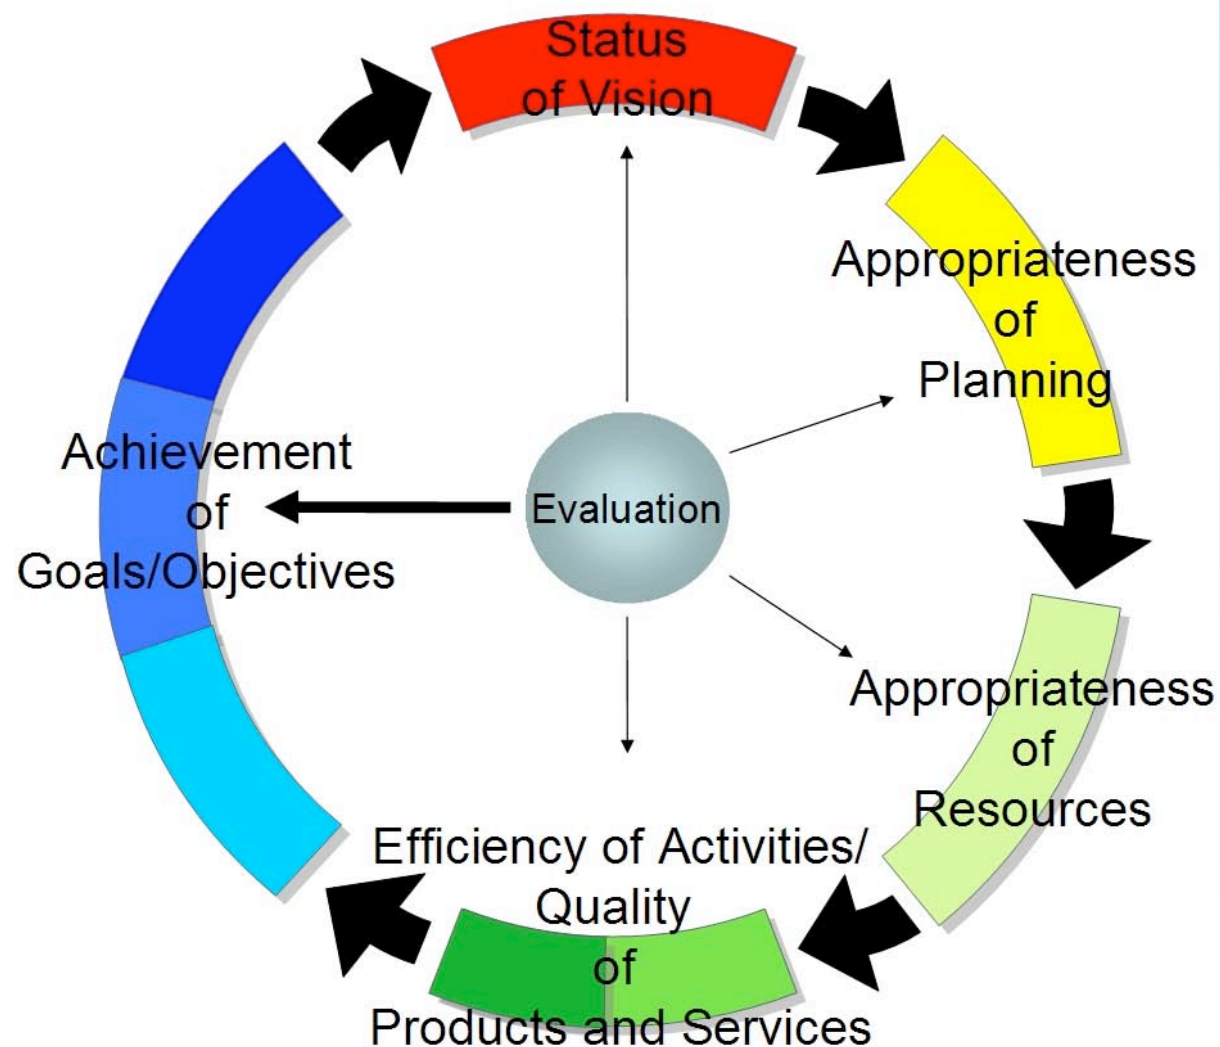 Status
of Vision
Appropriateness
of
Planning
Achievement
of
Goals/Objectives
Evaluation
Appropriateness
of
Resources
Efficiency of Activities/
Quality
of
Products and Services